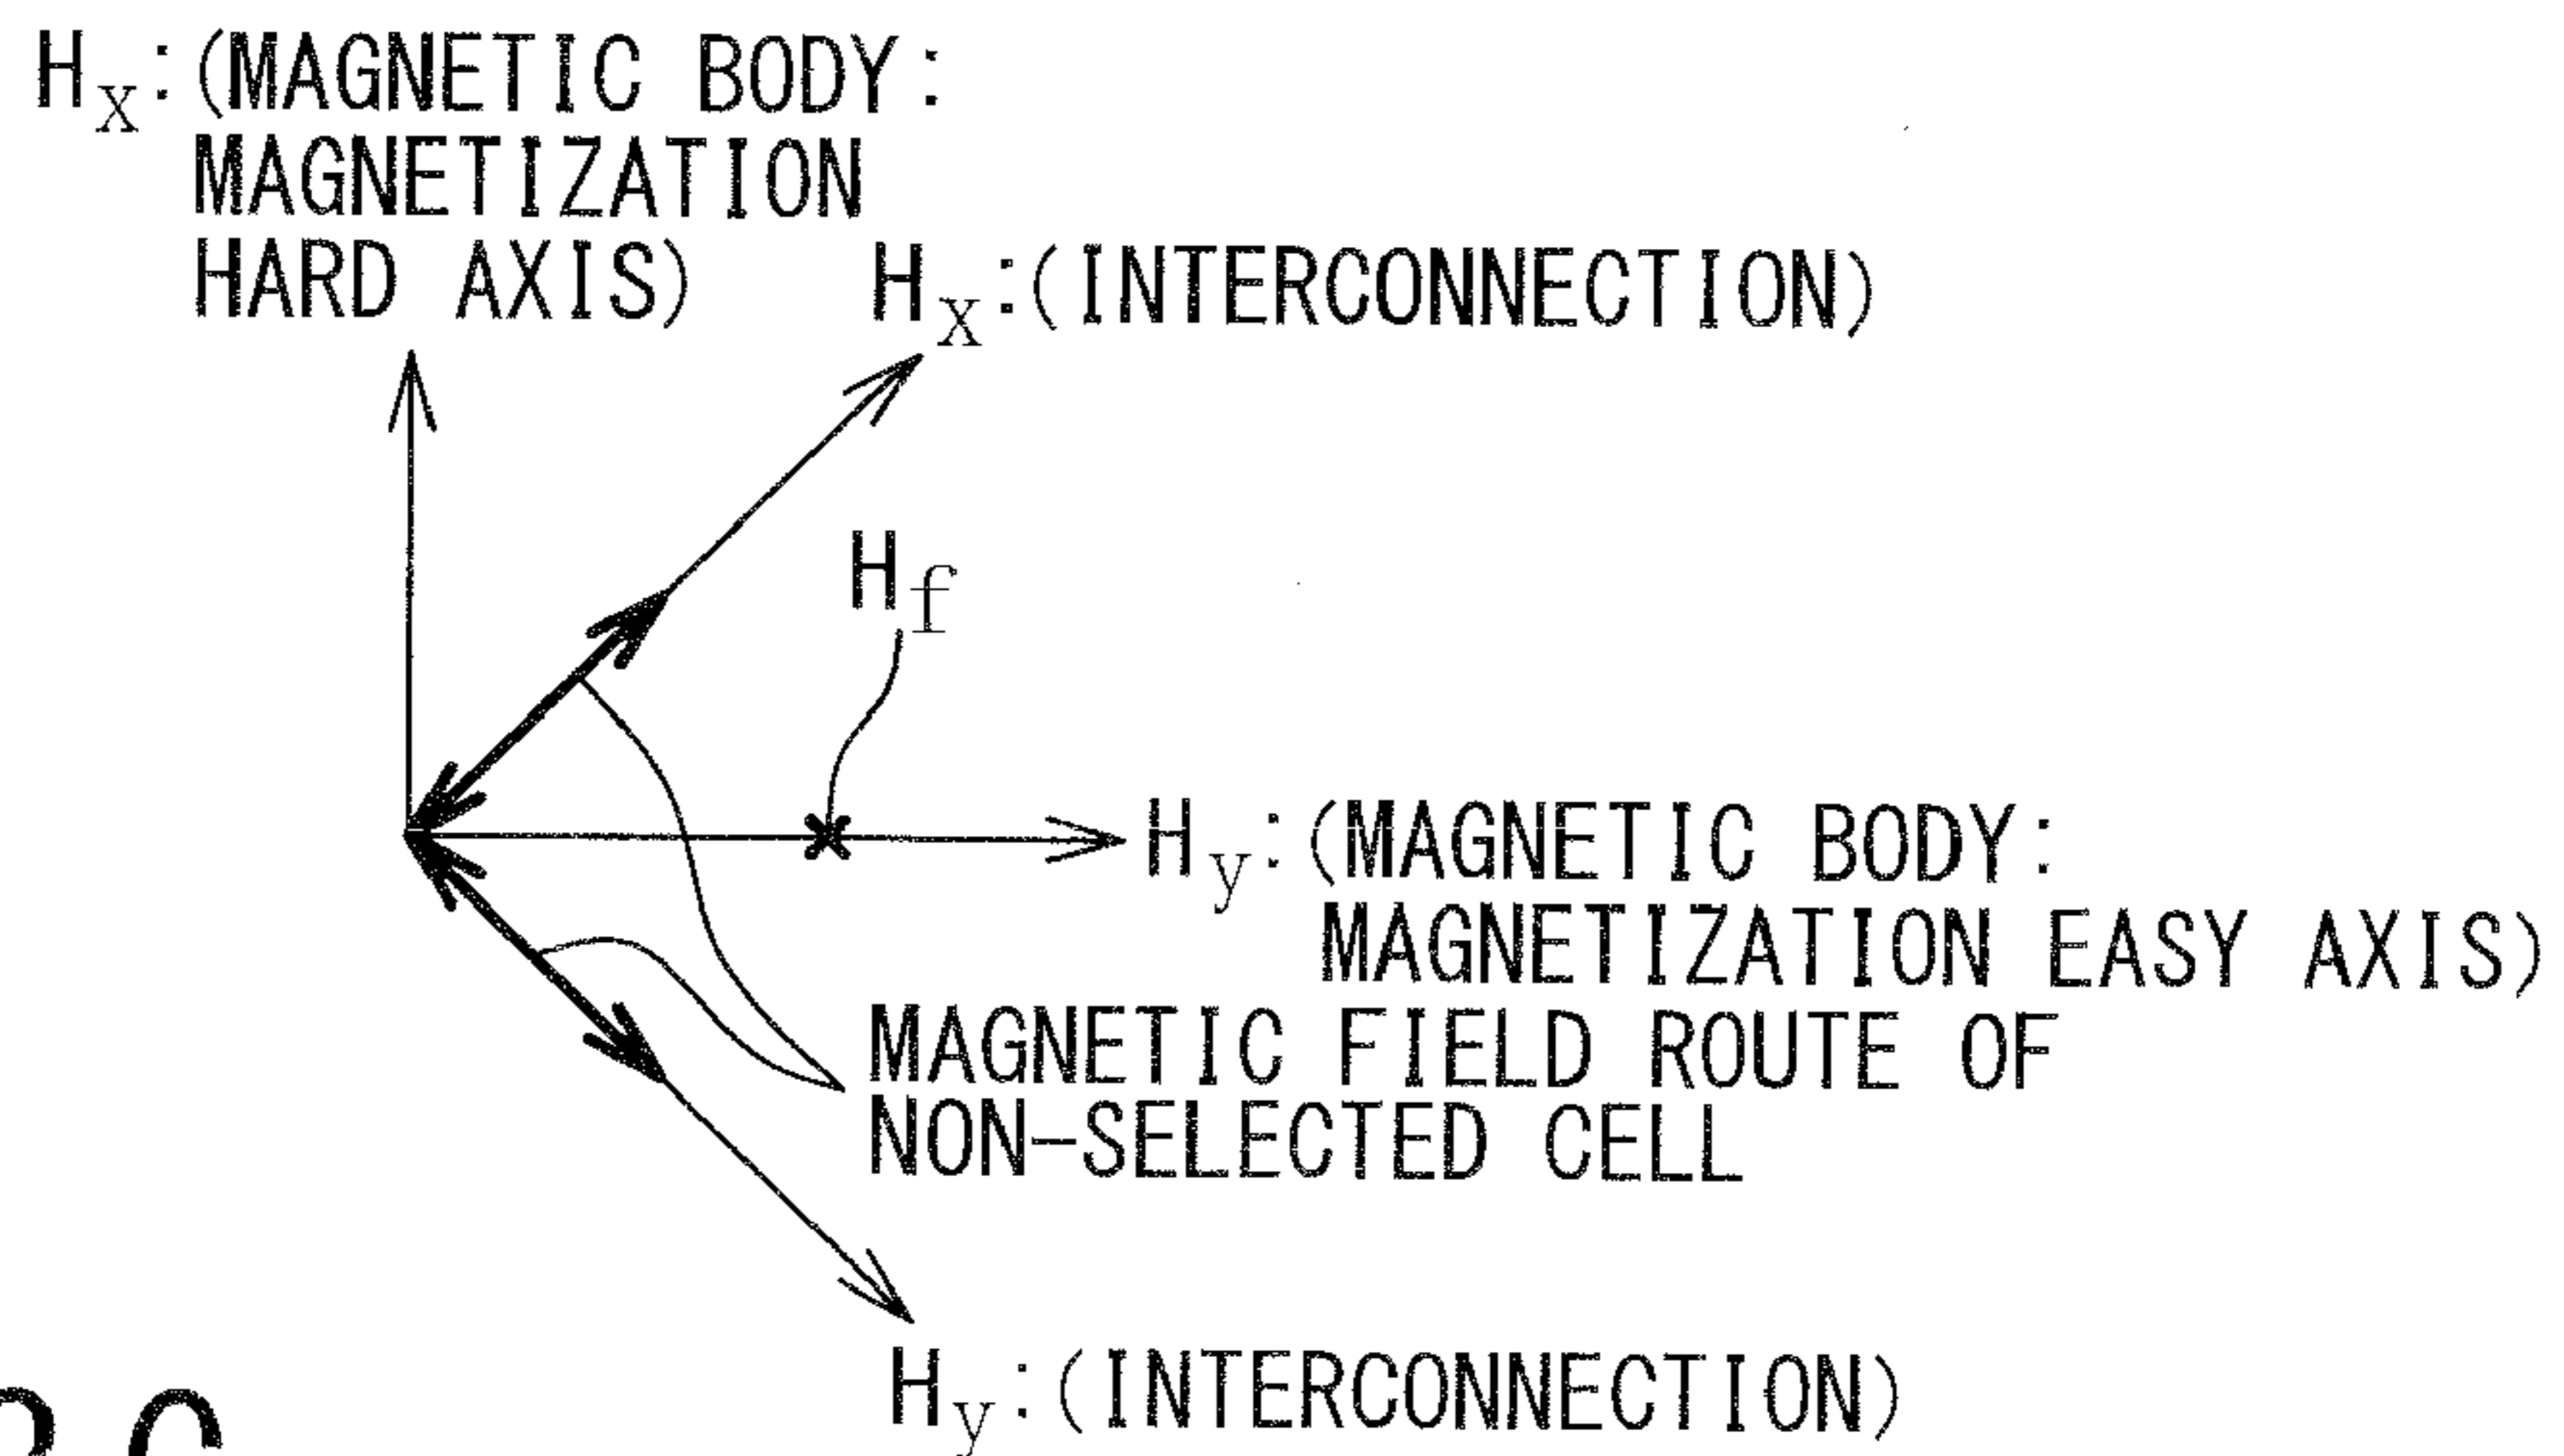 Hx:(MAGNETIC BODY:
MAGNETIZATION
HARD AXIS)
Hx:(INTERCONNECTION)
Hf
Hy:(MAGNETIC BODY:
MAGNETIZATION EASY AXIS)
MAGNETIC FIELD ROUTE OF
NON-SELECTED CELL
Hy:(INTERCONNECTION)